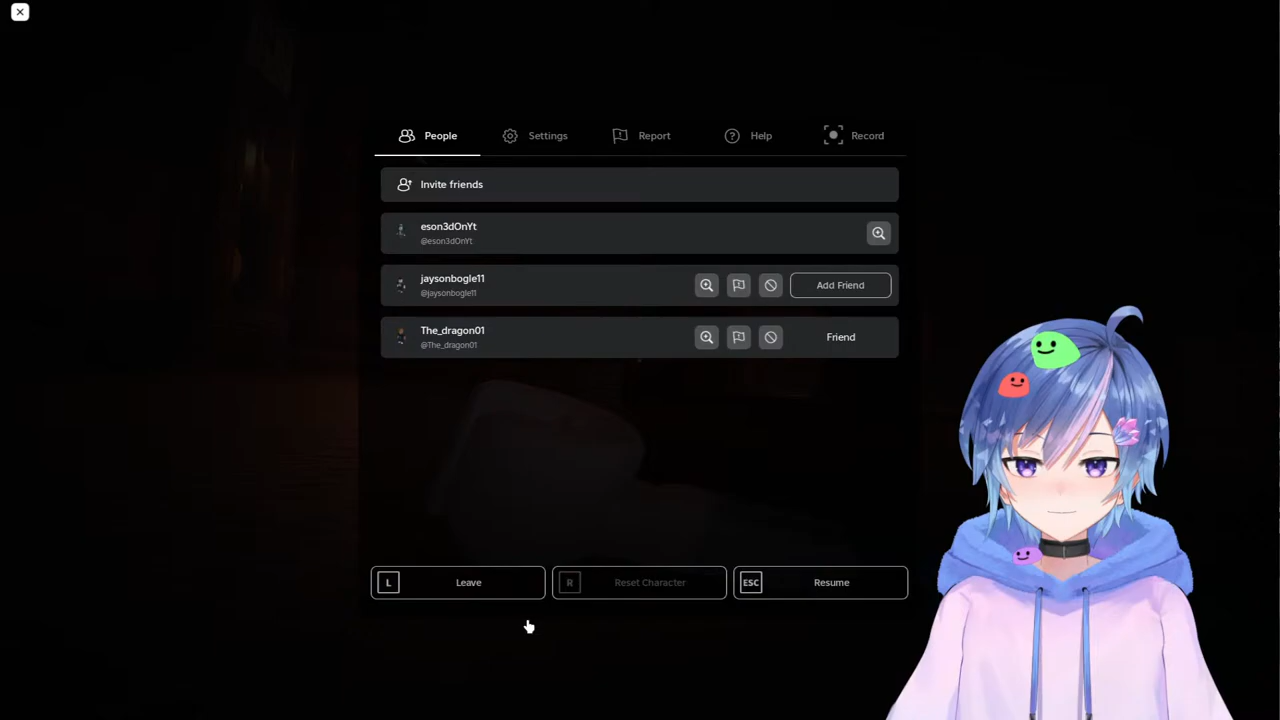 People
Settings
Report
Help
Record
Invite friends
eson3dOnYt
@eson3dOnYt
jaysonbogle11
@jaysonbogle11
Add Friend
The_dragon01
@The_dragon01
Friend
L Leave
R Reset Character
ESC Resume